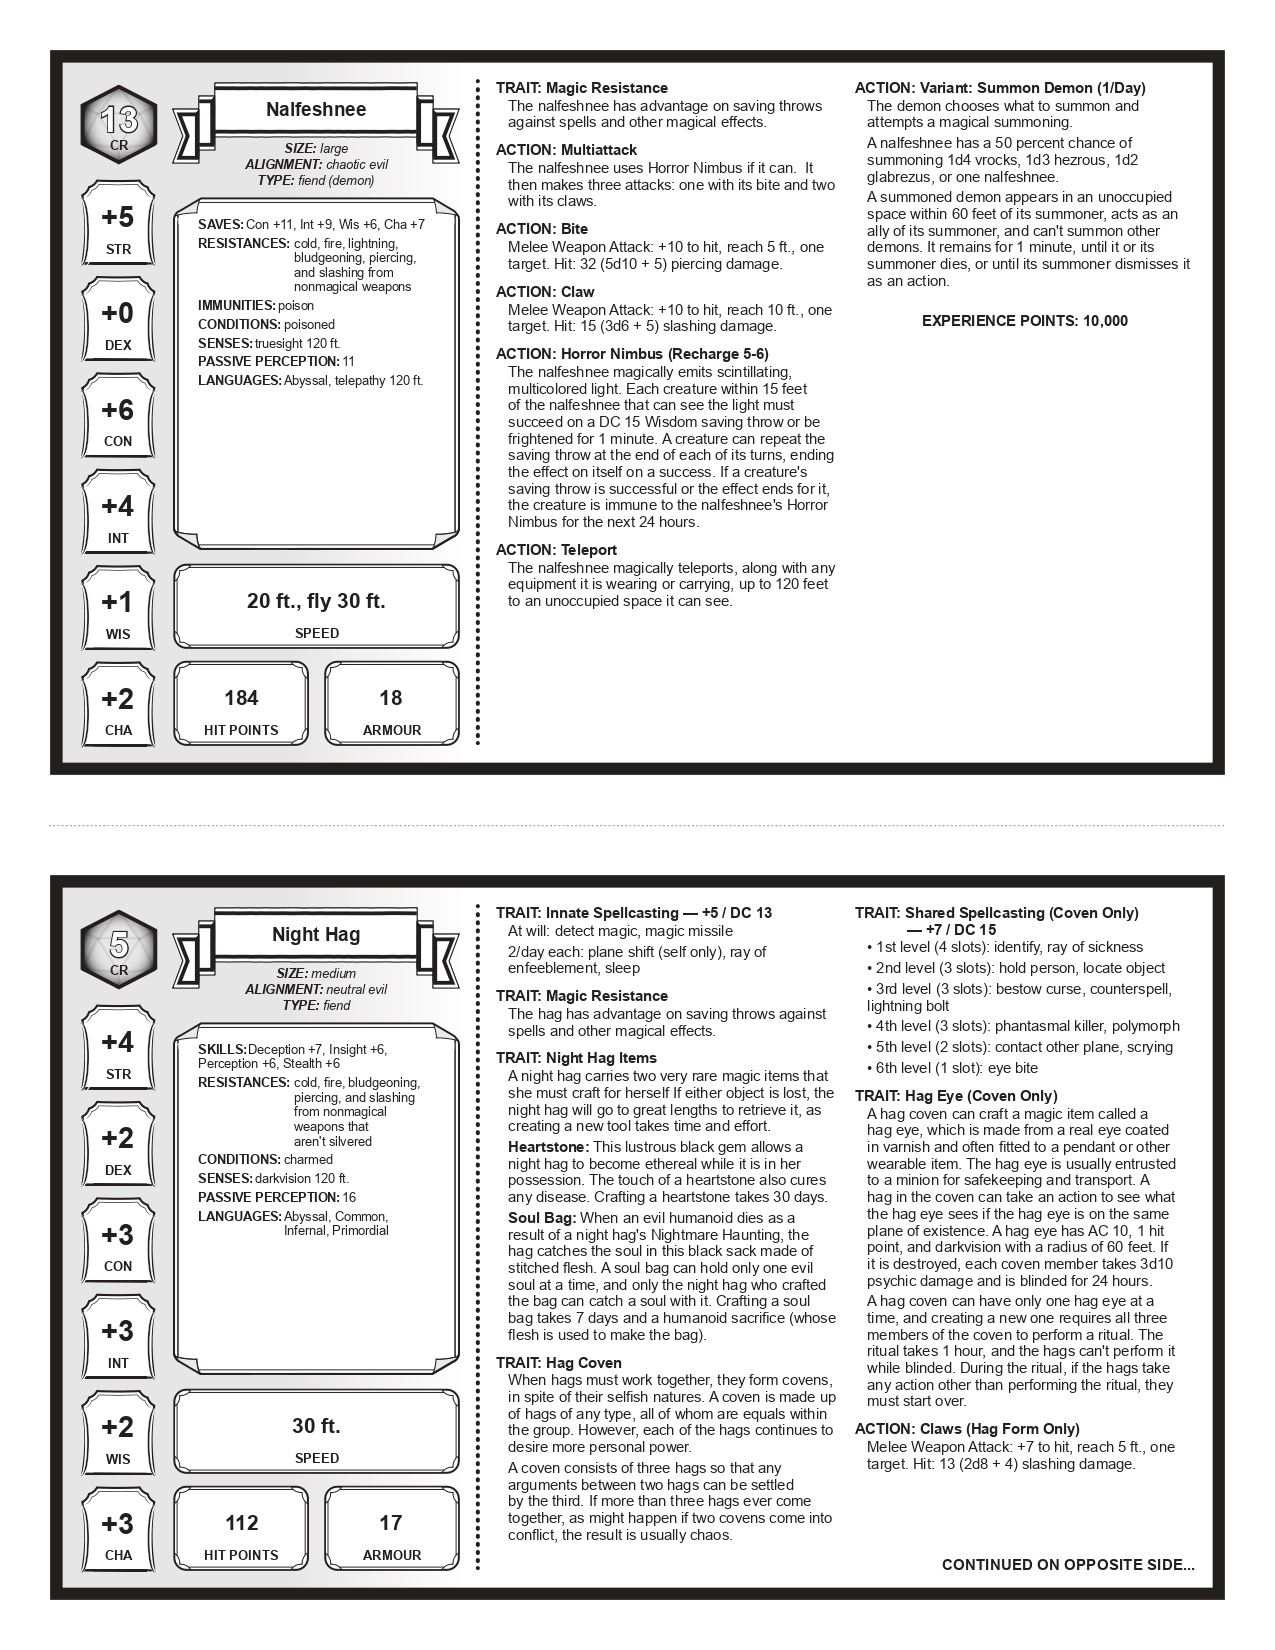 13
CR
Nalfeshnee
SIZE: large
ALIGNMENT: chaotic evil
TYPE: fiend (demon)
+5
STR
+0
DEX
+6
CON
+4
INT
+1
WIS
+2
CHA
SAVES: Con +11, Int +9, Wis +6, Cha +7
RESISTANCES: cold, fire, lightning,
bludgeoning, piercing,
and slashing from
nonmagical weapons
IMMUNITIES: poison
CONDITIONS: poisoned
SENSES: truesight 120 ft.
PASSIVE PERCEPTION: 11
LANGUAGES: Abyssal, telepathy 120 ft.
20 ft., fly 30 ft.
SPEED
184
HIT POINTS
18
ARMOUR
TRAIT: Magic Resistance
The nalfeshnee has advantage on saving throws
against spells and other magical effects.
ACTION: Multiattack
The nalfeshnee uses Horror Nimbus if it can. It
then makes three attacks: one with its bite and two
with its claws.
ACTION: Bite
Melee Weapon Attack: +10 to hit, reach 5 ft., one
target. Hit: 32 (5d10 + 5) piercing damage.
ACTION: Claw
Melee Weapon Attack: +10 to hit, reach 10 ft., one
target. Hit: 15 (3d6 + 5) slashing damage.
ACTION: Horror Nimbus (Recharge 5-6)
The nalfeshnee magically emits scintillating,
multicolored light. Each creature within 15 feet
of the nalfeshnee that can see the light must
succeed on a DC 15 Wisdom saving throw or be
frightened for 1 minute. A creature can repeat the
saving throw at the end of each of its turns, ending
the effect on itself on a success. If a creature's
saving throw is successful or the effect ends for it,
the creature is immune to the nalfeshnee's Horror
Nimbus for the next 24 hours.
ACTION: Teleport
The nalfeshnee magically teleports, along with any
equipment it is wearing or carrying, up to 120 feet
to an unoccupied space it can see.
ACTION: Variant: Summon Demon (1/Day)
The demon chooses what to summon and
attempts a magical summoning.
A nalfeshnee has a 50 percent chance of
summoning 1d4 vrocks, 1d3 hezrous, 1d2
glabrezus, or one nalfeshnee.
A summoned demon appears in an unoccupied
space within 60 feet of its summoner, acts as an
ally of its summoner, and can't summon other
demons. It remains for 1 minute, until it or its
summoner dies, or until its summoner dismisses it
as an action.
EXPERIENCE POINTS: 10,000
5
CR
Night Hag
SIZE: medium
ALIGNMENT: neutral evil
TYPE: fiend
+4
STR
+2
DEX
+3
CON
+3
INT
+2
WIS
+3
CHA
SKILLS: Deception +7, Insight +6,
Perception +6, Stealth +6
RESISTANCES: cold, fire, bludgeoning,
piercing, and slashing
from nonmagical
weapons that
aren't silvered
CONDITIONS: charmed
SENSES: darkvision 120 ft.
PASSIVE PERCEPTION: 16
LANGUAGES: Abyssal, Common,
Infernal, Primordial
30 ft.
SPEED
112
HIT POINTS
17
ARMOUR
TRAIT: Innate Spellcasting — +5 / DC 13
At will: detect magic, magic missile
2/day each: plane shift (self only), ray of
enfeeblement, sleep
TRAIT: Magic Resistance
The hag has advantage on saving throws against
spells and other magical effects.
TRAIT: Night Hag Items
A night hag carries two very rare magic items that
she must craft for herself If either object is lost, the
night hag will go to great lengths to retrieve it, as
creating a new tool takes time and effort.
Heartstone: This lustrous black gem allows a
night hag to become ethereal while it is in her
possession. The touch of a heartstone also cures
any disease. Crafting a heartstone takes 30 days.
Soul Bag: When an evil humanoid dies as a
result of a night hag's Nightmare Haunting, the
hag catches the soul in this black sack made of
stitched flesh. A soul bag can hold only one evil
soul at a time, and only the night hag who crafted
the bag can catch a soul with it. Crafting a soul
bag takes 7 days and a humanoid sacrifice (whose
flesh is used to make the bag).
TRAIT: Hag Coven
When hags must work together, they form covens,
in spite of their selfish natures. A coven is made up
of hags of any type, all of whom are equals within
the group. However, each of the hags continues to
desire more personal power.
A coven consists of three hags so that any
arguments between two hags can be settled
by the third. If more than three hags ever come
together, as might happen if two covens come into
conflict, the result is usually chaos.
TRAIT: Shared Spellcasting (Coven Only)
— +7 / DC 15
• 1st level (4 slots): identify, ray of sickness
• 2nd level (3 slots): hold person, locate object
• 3rd level (3 slots): bestow curse, counterspell,
lightning bolt
• 4th level (3 slots): phantasmal killer, polymorph
• 5th level (2 slots): contact other plane, scrying
• 6th level (1 slot): eye bite
TRAIT: Hag Eye (Coven Only)
A hag coven can craft a magic item called a
hag eye, which is made from a real eye coated
in varnish and often fitted to a pendant or other
wearable item. The hag eye is usually entrusted
to a minion for safekeeping and transport. A
hag in the coven can take an action to see what
the hag eye sees if the hag eye is on the same
plane of existence. A hag eye has AC 10, 1 hit
point, and darkvision with a radius of 60 feet. If
it is destroyed, each coven member takes 3d10
psychic damage and is blinded for 24 hours.
A hag coven can have only one hag eye at a
time, and creating a new one requires all three
members of the coven to perform a ritual. The
ritual takes 1 hour, and the hags can't perform it
while blinded. During the ritual, if the hags take
any action other than performing the ritual, they
must start over.
ACTION: Claws (Hag Form Only)
Melee Weapon Attack: +7 to hit, reach 5 ft., one
target. Hit: 13 (2d8 + 4) slashing damage.
CONTINUED ON OPPOSITE SIDE...